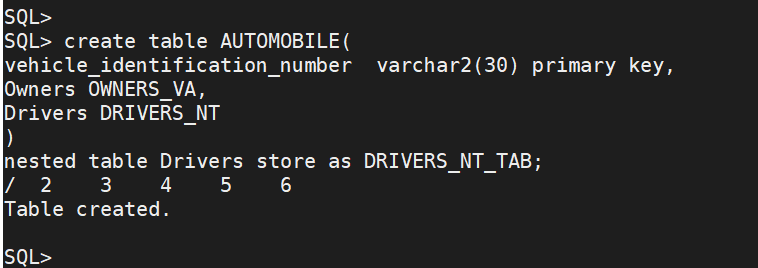 SQL>
SQL> create table AUTOMOBILE(
vehicle_identification_number  varchar2(30) primary key,
Owners OWNERS_VA,
Drivers DRIVERS_NT
)
nested table Drivers store as DRIVERS_NT_TAB;
/  2    3    4    5    6
Table created.
SQL>